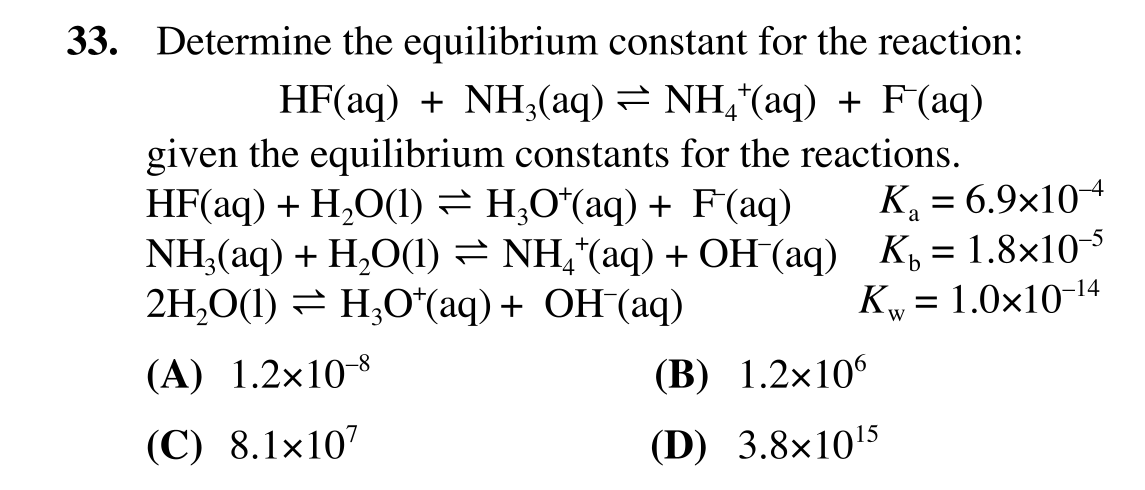 33. Determine the equilibrium constant for the reaction:
HF(aq) + NH₃(aq) ⇌ NH₄⁺(aq) + F⁻(aq)
given the equilibrium constants for the reactions.
HF(aq) + H₂O(l) ⇌ H₃O⁺(aq) + F⁻(aq) Kₐ = 6.9×10⁻⁴
NH₃(aq) + H₂O(l) ⇌ NH₄⁺(aq) + OH⁻(aq) K_b = 1.8×10⁻⁵
2H₂O(l) ⇌ H₃O⁺(aq) + OH⁻(aq) K_w = 1.0×10⁻¹⁴
(A) 1.2×10⁻⁸ (B) 1.2×10⁶
(C) 8.1×10⁷ (D) 3.8×10¹⁵